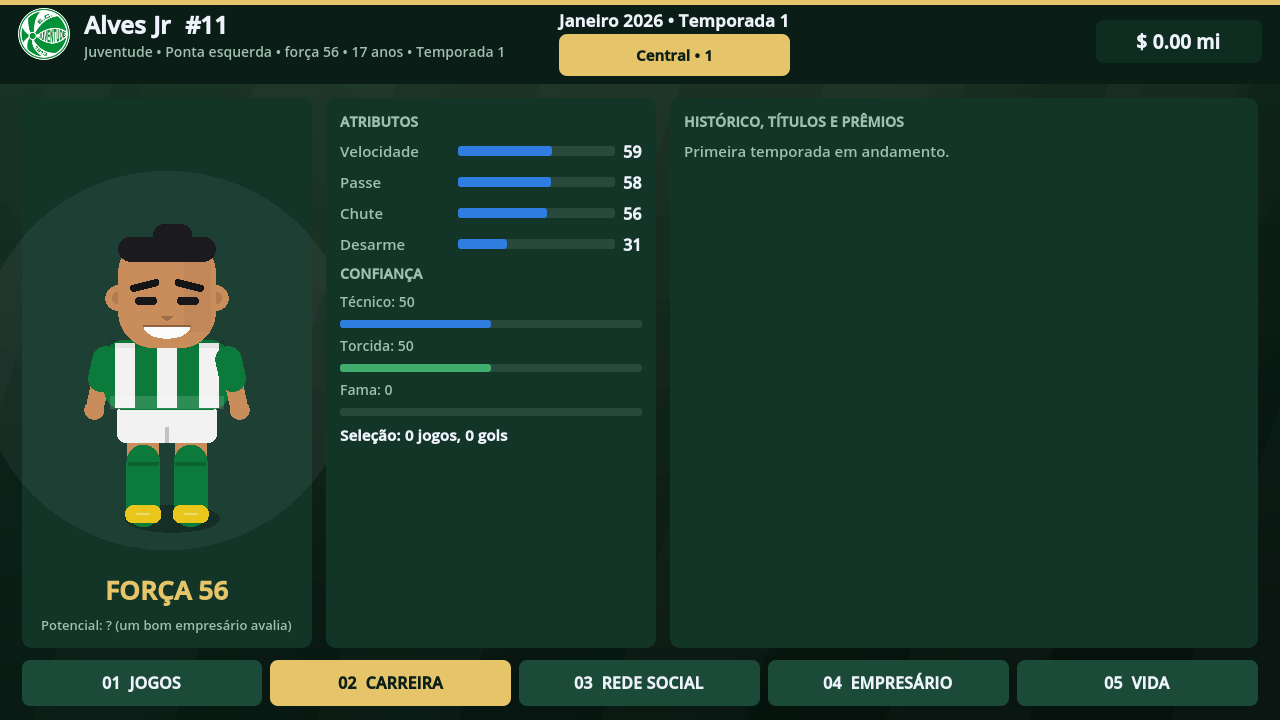 Alves Jr #11
Juventude • Ponta esquerda • força 56 • 17 anos • Temporada 1
Janeiro 2026 • Temporada 1
Central • 1
$ 0.00 mi
FORÇA 56
Potencial: ? (um bom empresário avalia)
ATRIBUTOS
Velocidade 59
Passe 58
Chute 56
Desarme 31
CONFIANÇA
Técnico: 50
Torcida: 50
Fama: 0
Seleção: 0 jogos, 0 gols
HISTÓRICO, TÍTULOS E PRÊMIOS
Primeira temporada em andamento.
01 JOGOS
02 CARREIRA
03 REDE SOCIAL
04 EMPRESÁRIO
05 VIDA